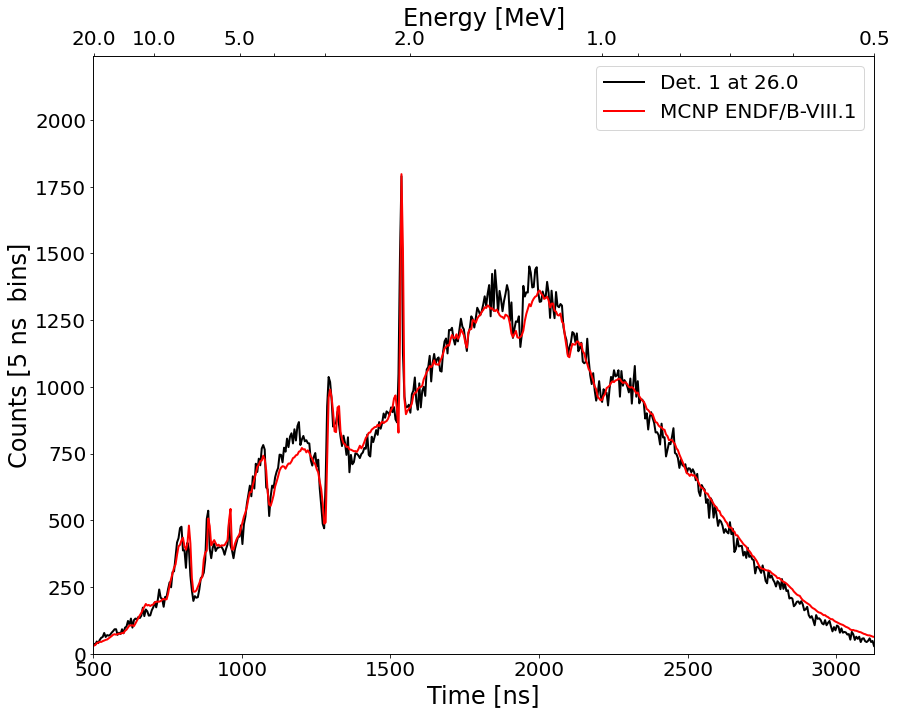 Energy [MeV]
20.0 10.0 5.0 2.0 1.0 0.5
Det. 1 at 26.0
MCNP ENDF/B-VIII.1
Counts [5 ns  bins]
2000
1750
1500
1250
1000
750
500
250
0
500 1000 1500 2000 2500 3000
Time [ns]